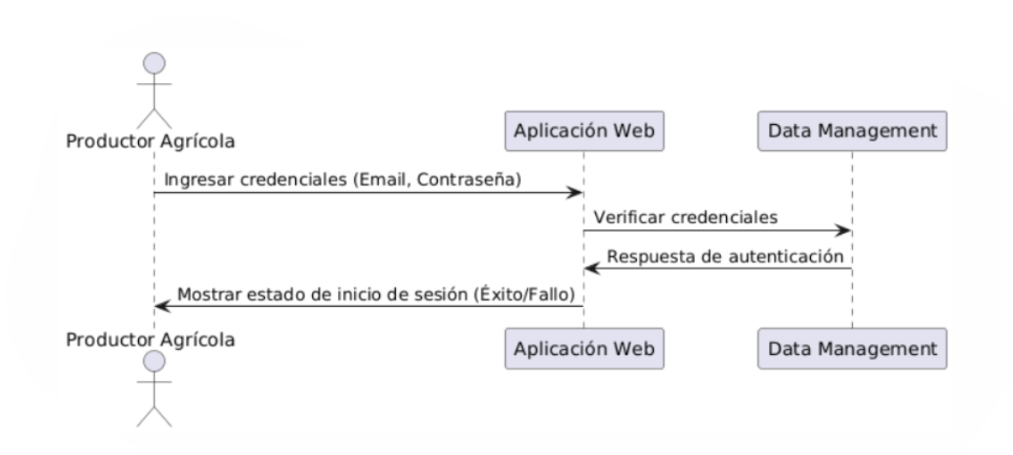 Productor Agrícola
Aplicación Web
Data Management
Ingresar credenciales (Email, Contraseña)
Verificar credenciales
Respuesta de autenticación
Mostrar estado de inicio de sesión (Éxito/Fallo)
Productor Agrícola
Aplicación Web
Data Management